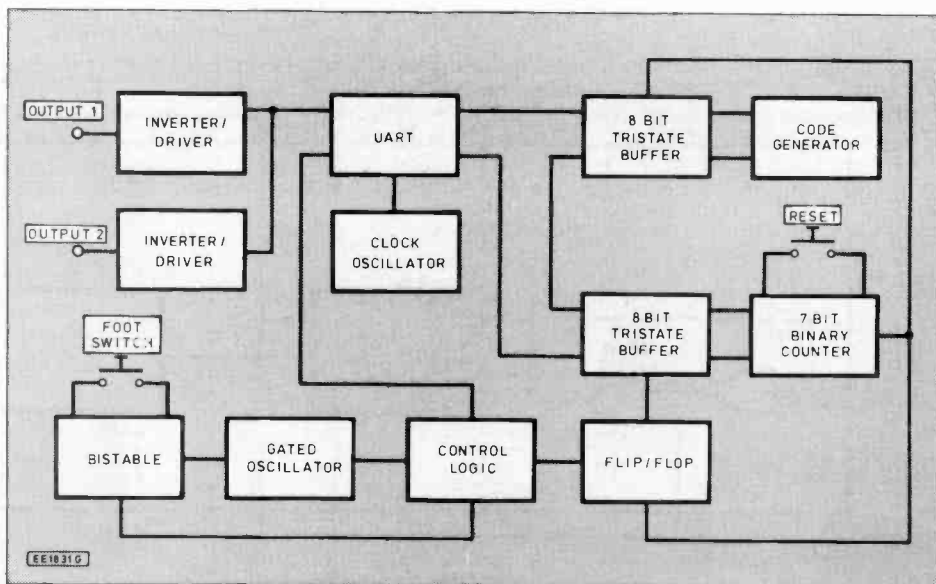 OUTPUT 1
INVERTER/
DRIVER
UART
8 BIT
TRISTATE
BUFFER
CODE
GENERATOR
OUTPUT 2
INVERTER/
DRIVER
CLOCK
OSCILLATOR
RESET
8 BIT
TRISTATE
BUFFER
7 BIT
BINARY
COUNTER
FOOT
SWITCH
BISTABLE
GATED
OSCILLATOR
CONTROL
LOGIC
FLIP/FLOP
EE1831G